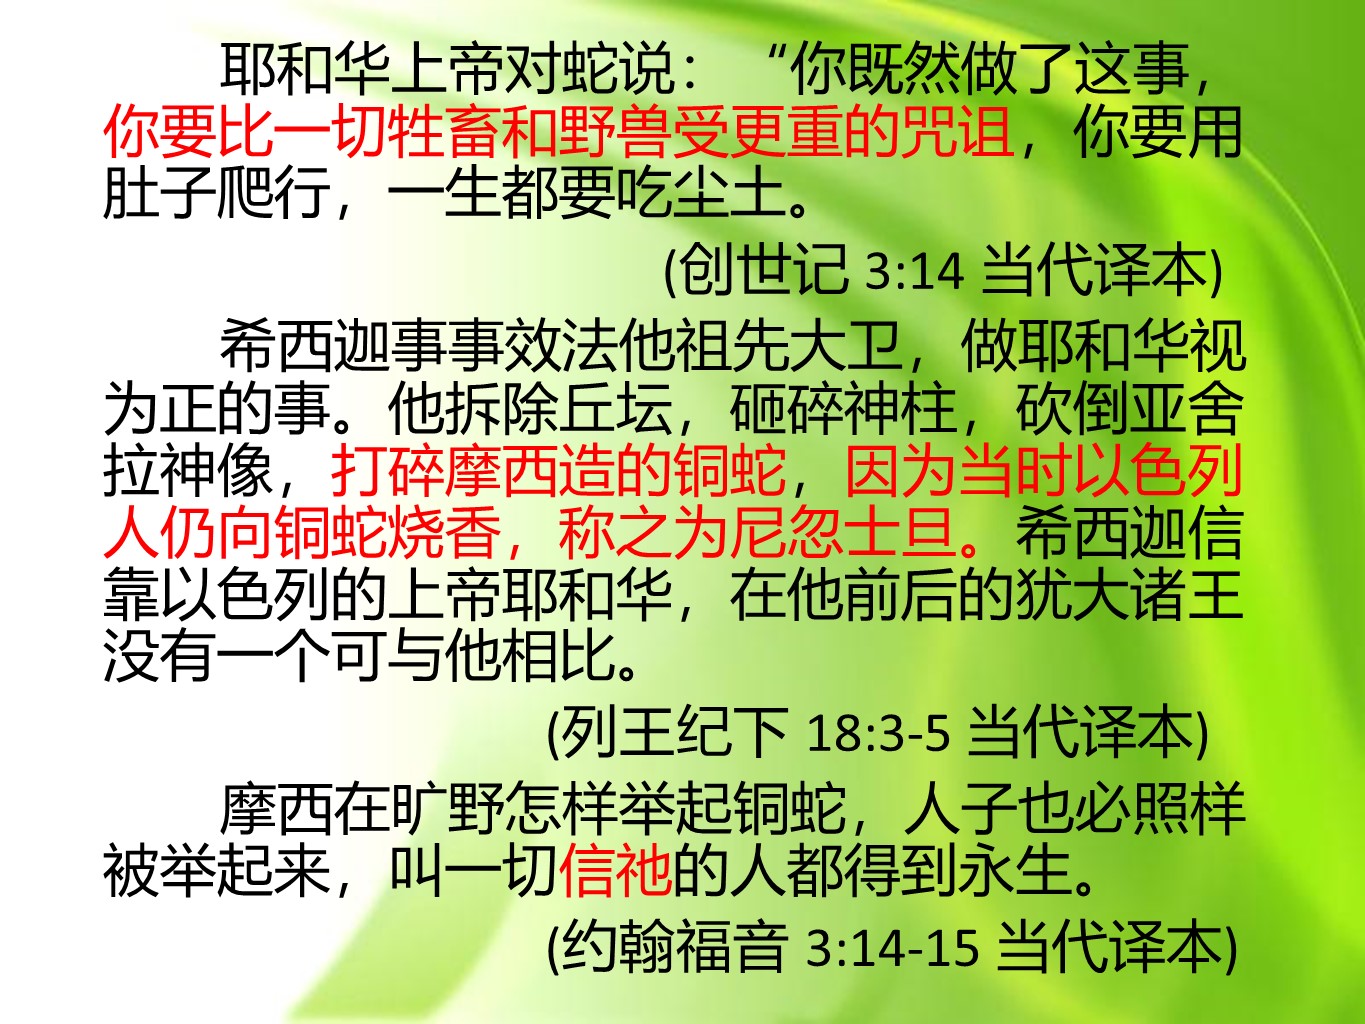 耶和华上帝对蛇说：“你既然做了这事，
你要比一切牲畜和野兽受更重的咒诅，你要用
肚子爬行，一生都要吃尘土。
(创世记 3:14 当代译本)
希西迦事事效法他祖先大卫，做耶和华视
为正的事。他拆除丘坛，砸碎神柱，砍倒亚舍
拉神像，打碎摩西造的铜蛇，因为当时以色列
人仍向铜蛇烧香，称之为尼忽士旦。希西迦信
靠以色列的上帝耶和华，在他前后的犹大诸王
没有一个可与他相比。
(列王纪下 18:3-5 当代译本)
摩西在旷野怎样举起铜蛇，人子也必照样
被举起来，叫一切信祂的人都得到永生。
(约翰福音 3:14-15 当代译本)